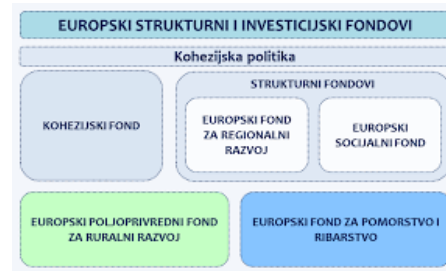 EUROPSKI STRUKTURNI I INVESTICIJSKI FONDOVI
Kohezijska politika
KOHEZIJSKI FOND
STRUKTURNI FONDOVI
EUROPSKI FOND
ZA REGIONALNI
RAZVOJ
EUROPSKI
SOCIJALNI FOND
EUROPSKI POLJOPRIVREDNI FOND
ZA RURALNI RAZVOJ
EUROPSKI FOND ZA POMORSTVO I
RIBARSTVO